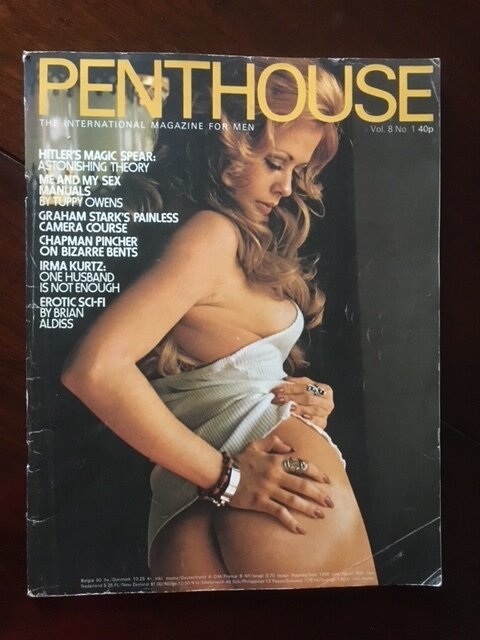 PENTHOUSE
THE INTERNATIONAL MAGAZINE FOR MEN
Vol. 8 No. 1 40p
HITLER'S MAGIC SPEAR:
ASTONISHING THEORY
ME AND MY SEX
MANUALS
BY TUPPY OWENS
GRAHAM STARK'S PAINLESS
CAMERA COURSE
CHAPMAN PINCHER
ON BIZARRE BENTS
IRMA KURTZ:
ONE HUSBAND
IS NOT ENOUGH
EROTIC SCI-FI
BY BRIAN
ALDISS